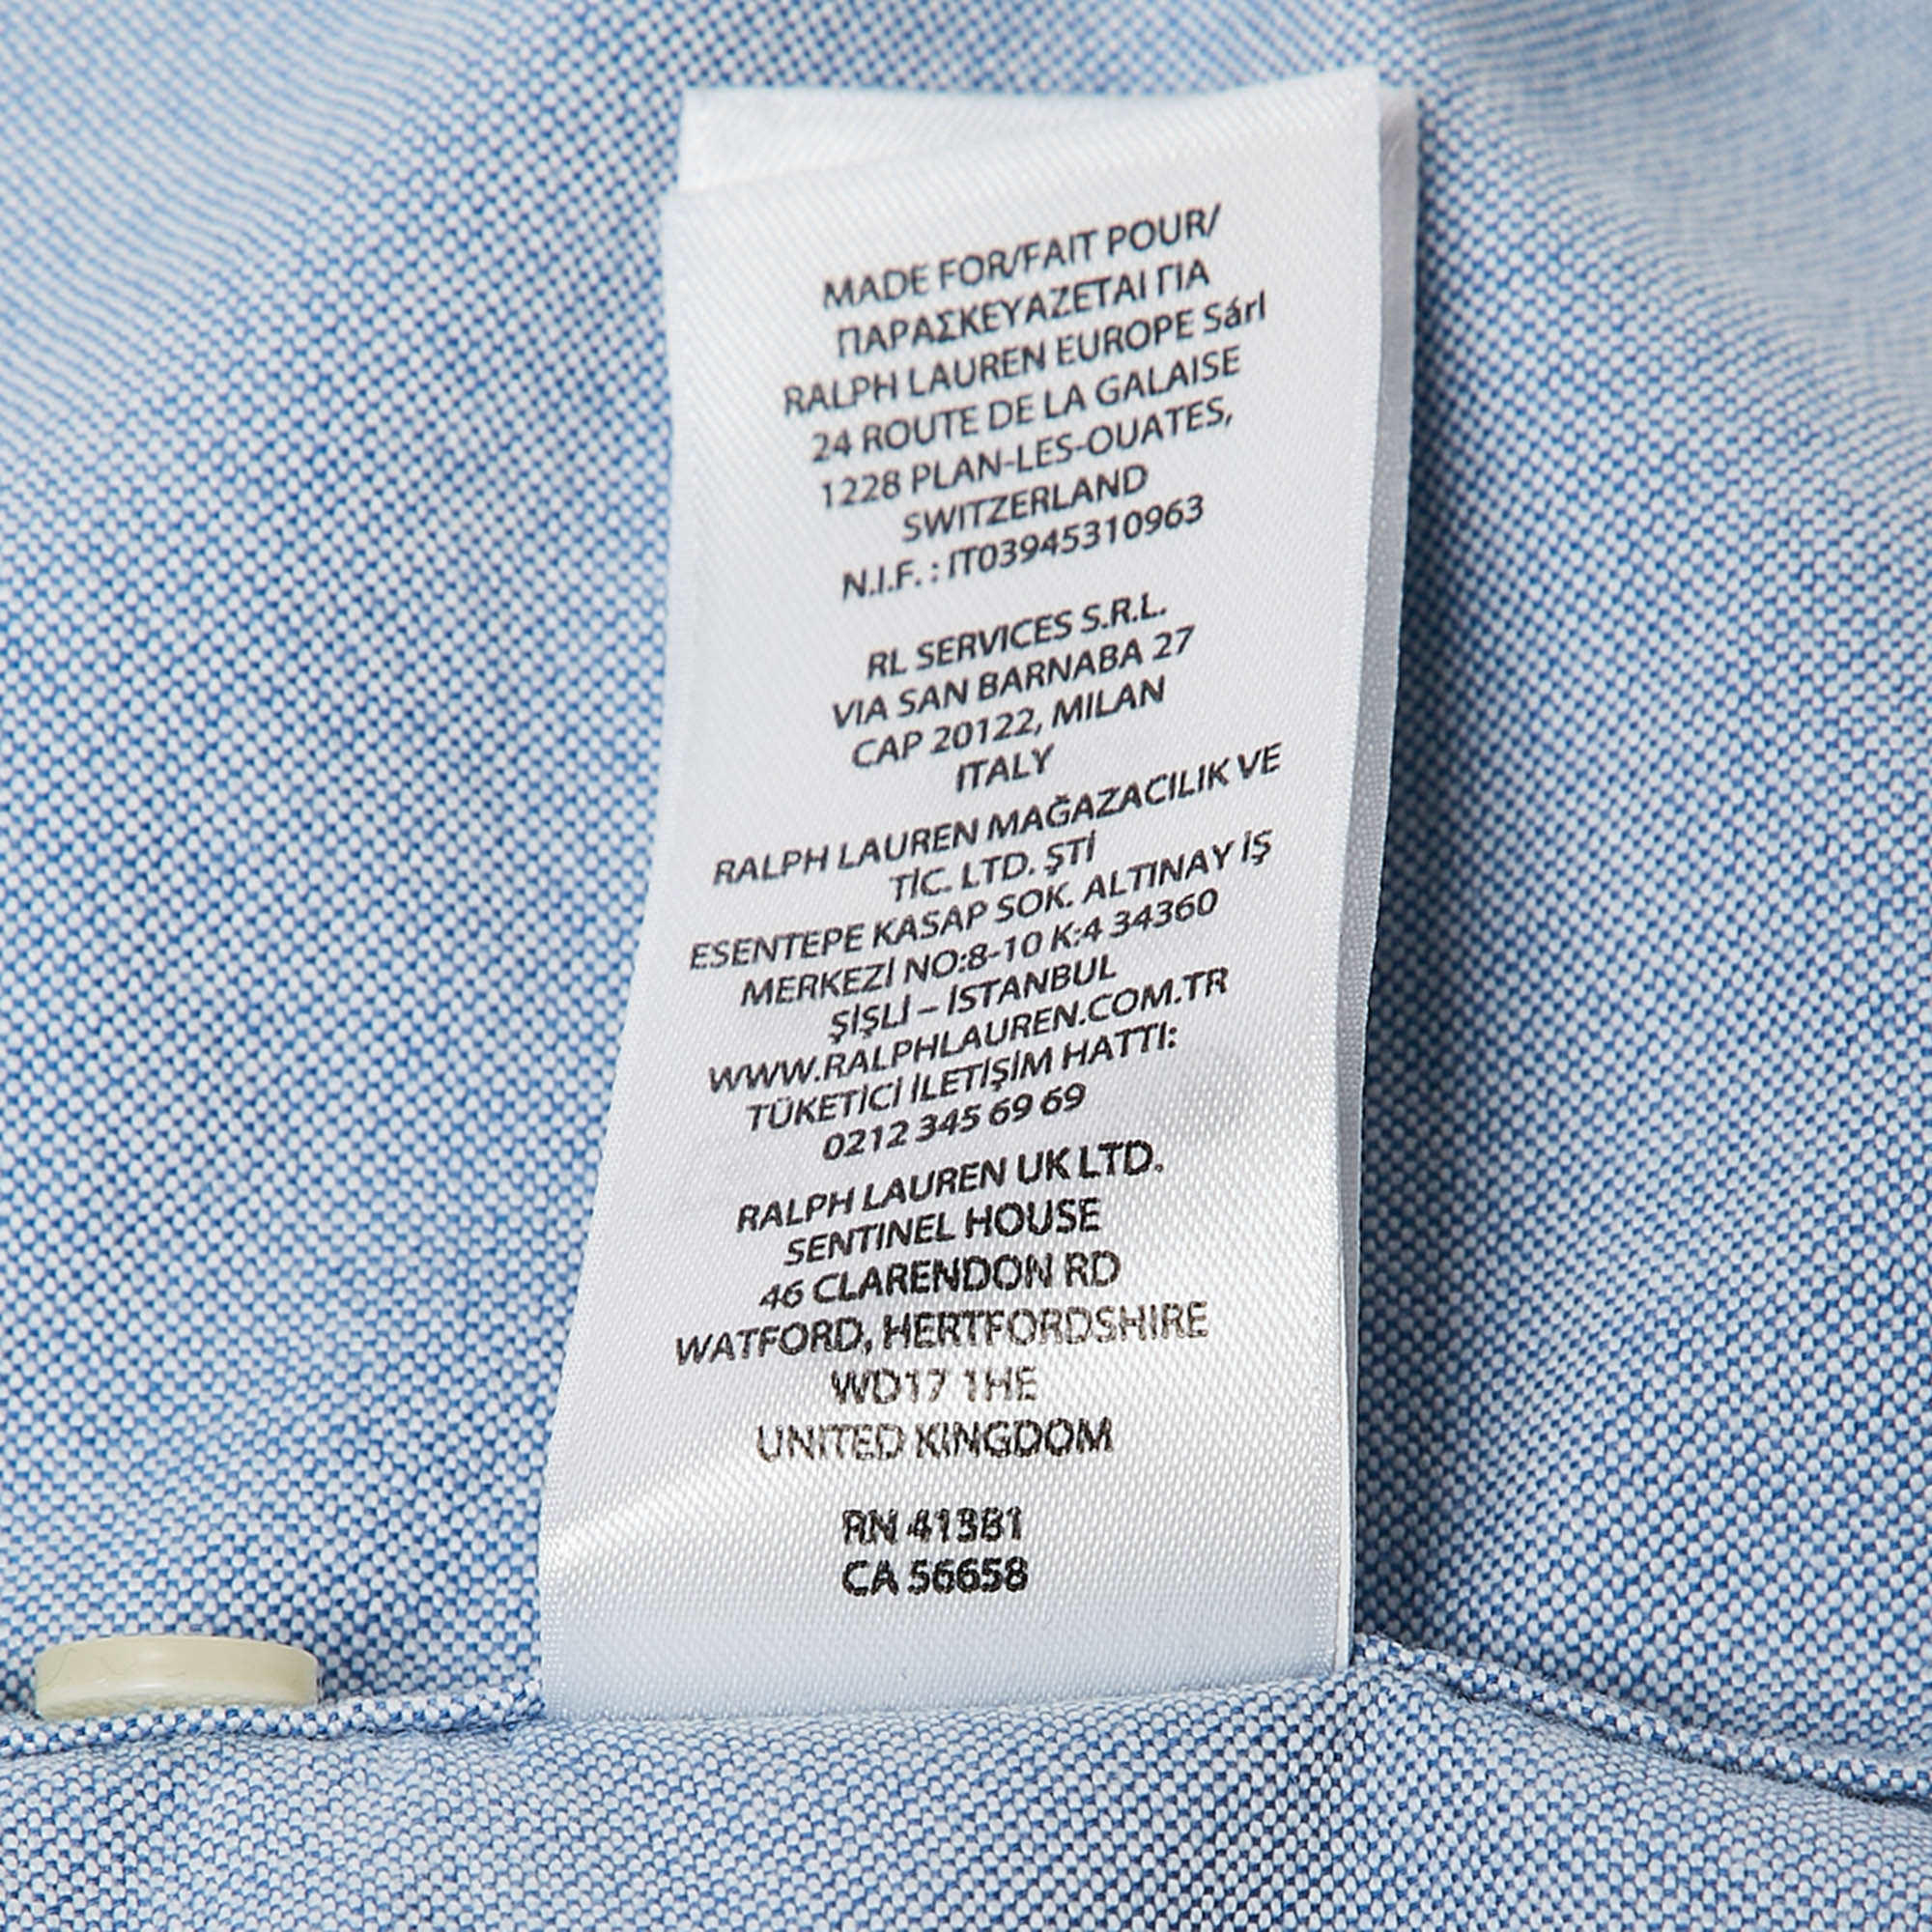 MADE FOR/FAIT POUR/
ΠΑΡΑΣΚΕΥΑΖΕΤΑΙ ΓΙΑ
RALPH LAUREN EUROPE Sárl
24 ROUTE DE LA GALAISE
1228 PLAN-LES-OUATES,
SWITZERLAND
N.I.F. : IT03945310963
RL SERVICES S.R.L.
VIA SAN BARNABA 27
CAP 20122, MILAN
ITALY
RALPH LAUREN MAĞAZACILIK VE
TİC. LTD. ŞTİ
ESENTEPE KASAP SOK. ALTINAY İŞ
MERKEZİ NO:8-10 K:4 34360
ŞİŞLİ – İSTANBUL
WWW.RALPHLAUREN.COM.TR
TÜKETİCİ İLETİŞİM HATTI:
0212 345 69 69
RALPH LAUREN UK LTD.
SENTINEL HOUSE
46 CLARENDON RD
WATFORD, HERTFORDSHIRE
WD17 1HE
UNITED KINGDOM
RN 41381
CA 56658